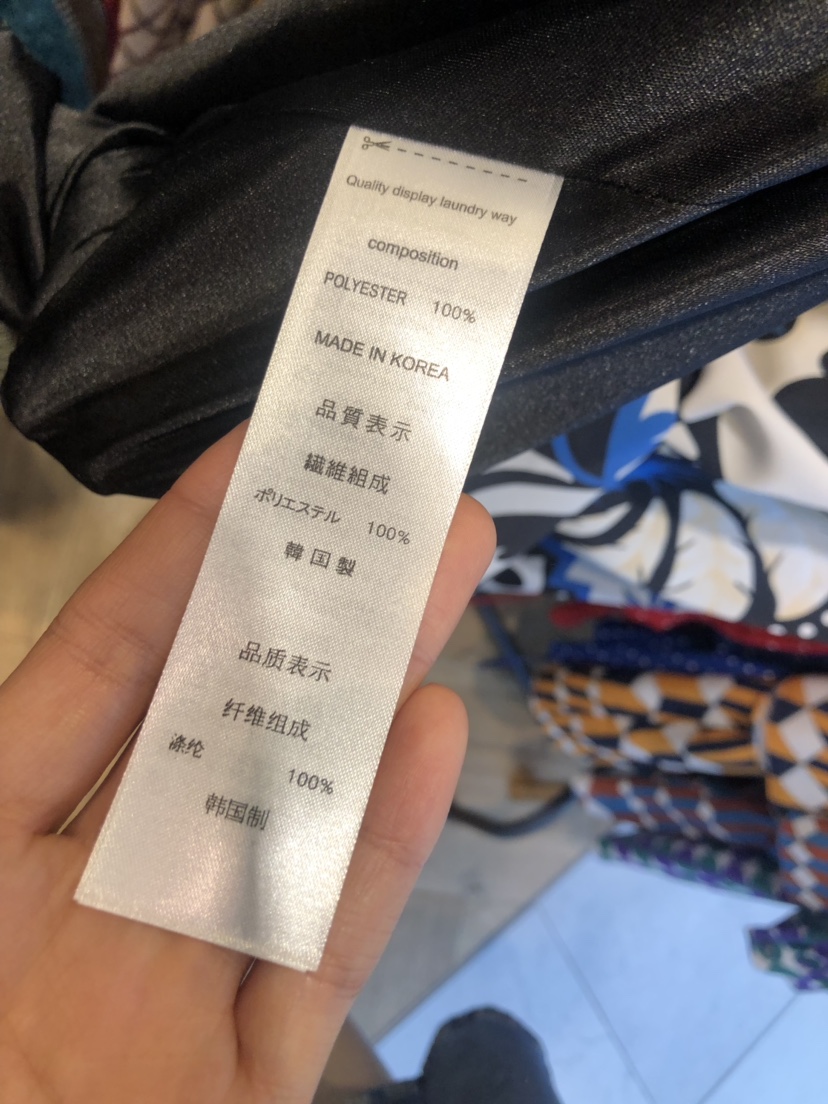 Quality display laundry way
composition
POLYESTER 100%
MADE IN KOREA
品質表示
繊維組成
ポリエステル 100%
韓国製
品质表示
纤维组成
涤纶
100%
韩国制